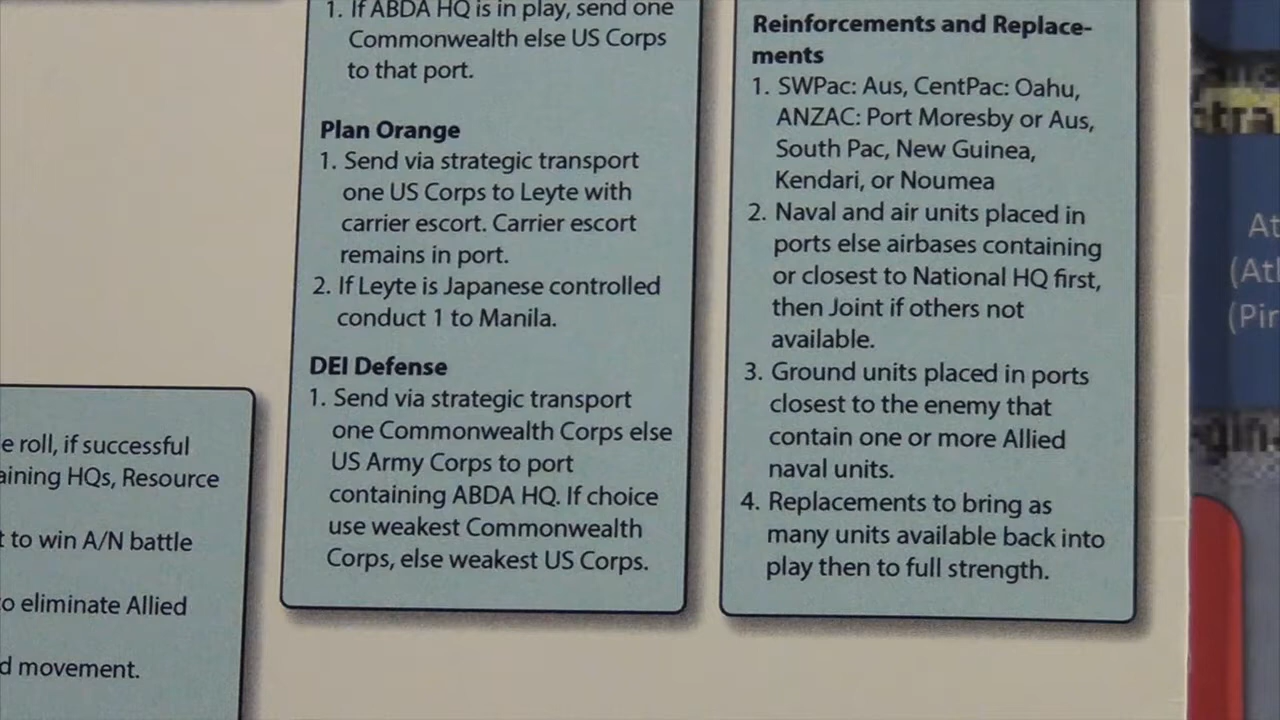 1. If ABDA HQ is in play, send one
Commonwealth else US Corps
to that port.
Plan Orange
1. Send via strategic transport
one US Corps to Leyte with
carrier escort. Carrier escort
remains in port.
2. If Leyte is Japanese controlled
conduct 1 to Manila.
DEI Defense
1. Send via strategic transport
one Commonwealth Corps else
US Army Corps to port
containing ABDA HQ. If choice
use weakest Commonwealth
Corps, else weakest US Corps.
Reinforcements and Replace-
ments
1. SWPac: Aus, CentPac: Oahu,
ANZAC: Port Moresby or Aus,
South Pac, New Guinea,
Kendari, or Noumea
2. Naval and air units placed in
ports else airbases containing
or closest to National HQ first,
then Joint if others not
available.
3. Ground units placed in ports
closest to the enemy that
contain one or more Allied
naval units.
4. Replacements to bring as
many units available back into
play then to full strength.
e roll, if successful
aining HQs, Resource
t to win A/N battle
o eliminate Allied
d movement.
At
(Atl
(Pir